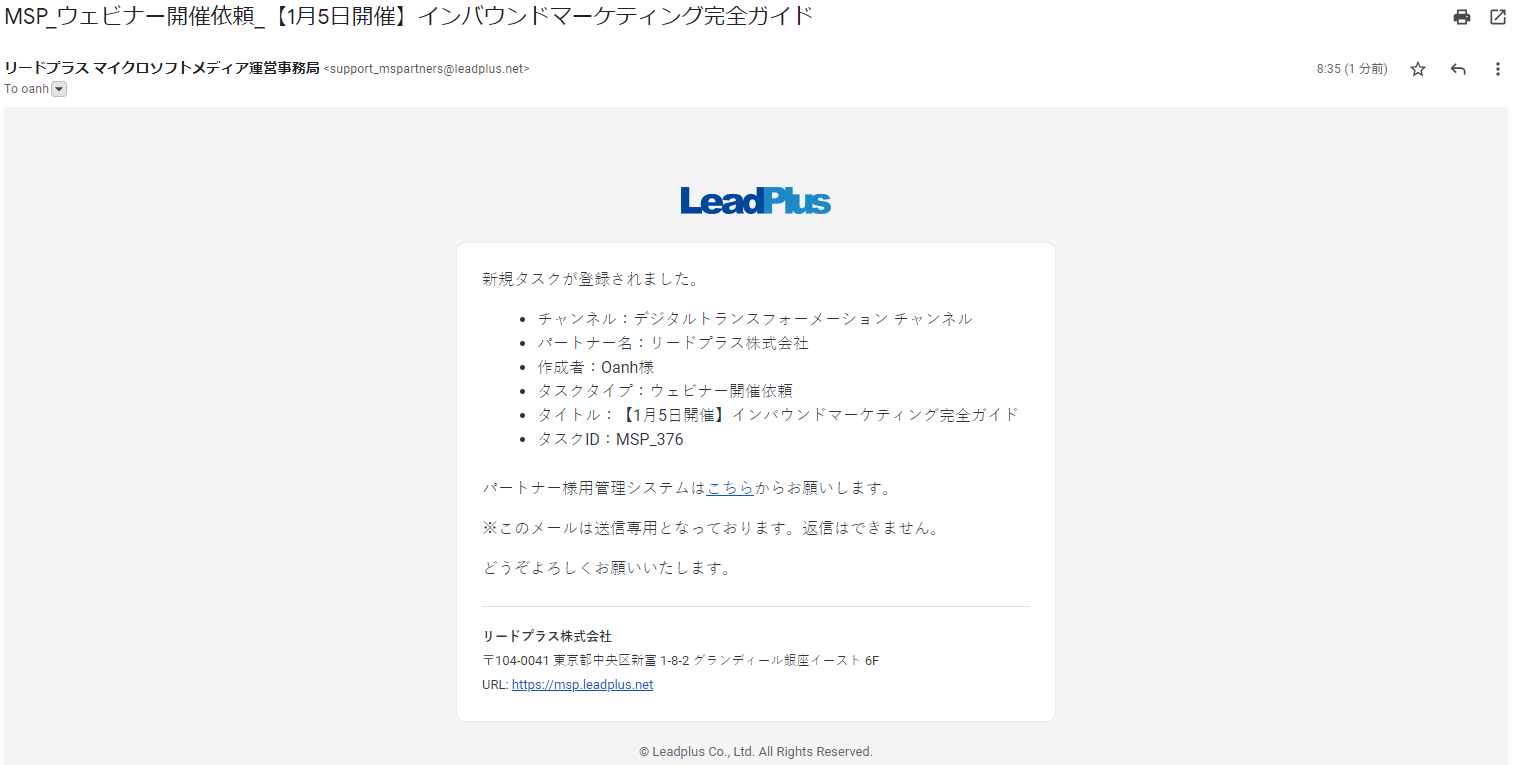 MSP_ウェビナー開催依頼_【1月5日開催】インバウンドマーケティング完全ガイド
リードプラス マイクロソフトメディア運営事務局 <support_mspartners@leadplus.net>
8:35 (1 分前)
To oanh
LeadPlus
新規タスクが登録されました。
• チャンネル：デジタルトランスフォーメーション チャンネル
• パートナー名：リードプラス株式会社
• 作成者：Oanh様
• タスクタイプ：ウェビナー開催依頼
• タイトル：【1月5日開催】インバウンドマーケティング完全ガイド
• タスクID：MSP_376
パートナー様用管理システムはこちらからお願いします。
※このメールは送信専用となっております。返信はできません。
どうぞよろしくお願いいたします。
リードプラス株式会社
〒104-0041 東京都中央区新富 1-8-2 グランディール銀座イースト 6F
URL: https://msp.leadplus.net
© Leadplus Co., Ltd. All Rights Reserved.